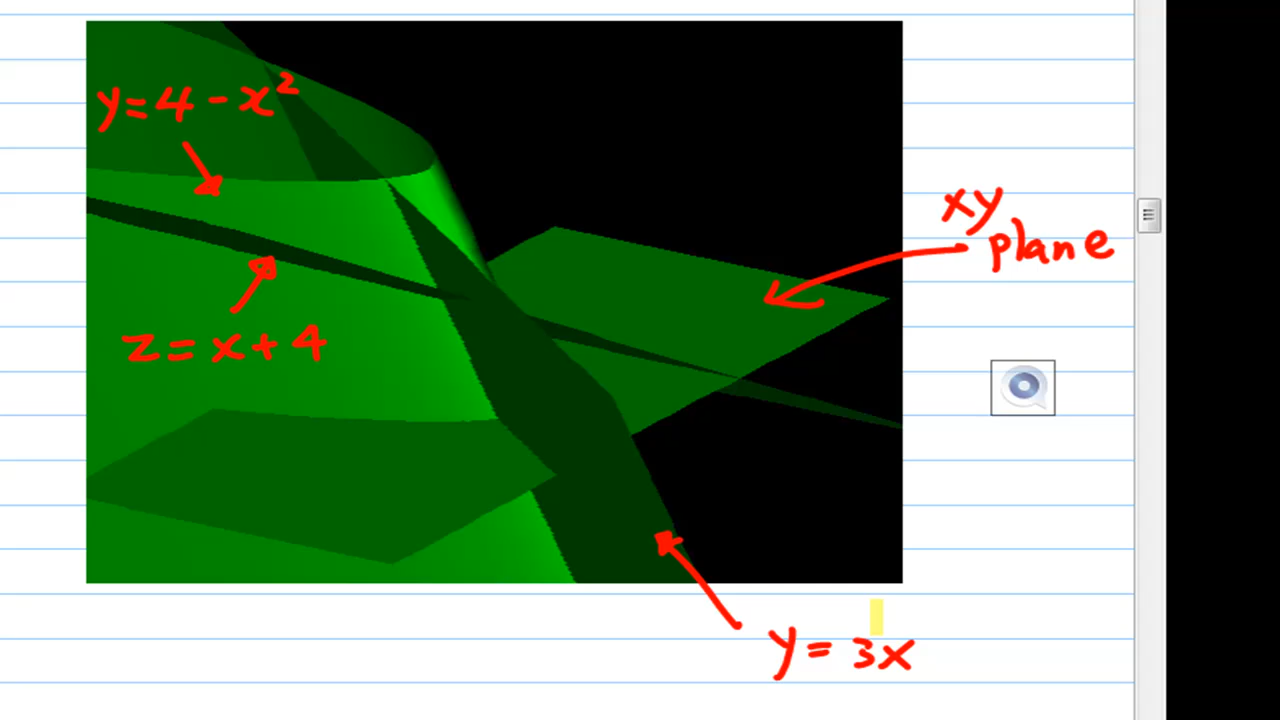 y = 4 - x²
xy
plane
z = x + 4
y = 3x